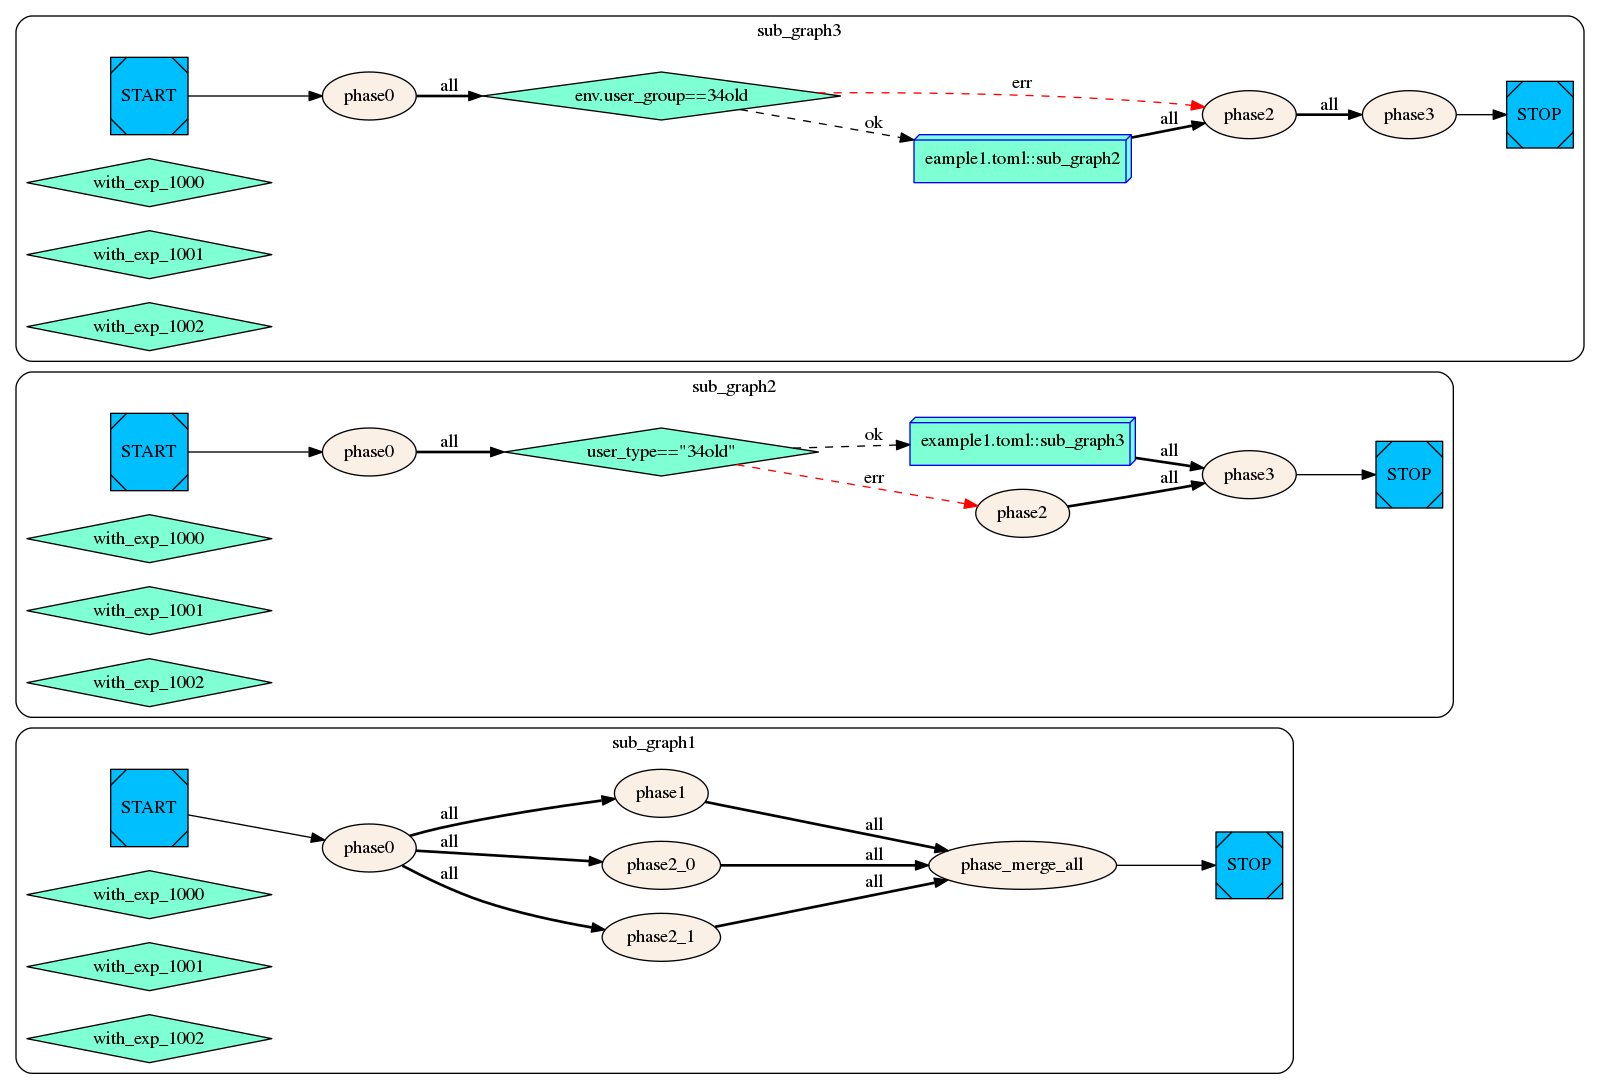 sub_graph3
START
phase0
all
env.user_group==34old
err
ok
eample1.toml::sub_graph2
all
phase2
all
phase3
STOP
with_exp_1000
with_exp_1001
with_exp_1002
sub_graph2
START
phase0
all
user_type=="34old"
ok
err
example1.toml::sub_graph3
phase2
all
all
phase3
STOP
with_exp_1000
with_exp_1001
with_exp_1002
sub_graph1
START
phase0
all
all
all
phase1
phase2_0
phase2_1
all
all
all
phase_merge_all
STOP
with_exp_1000
with_exp_1001
with_exp_1002